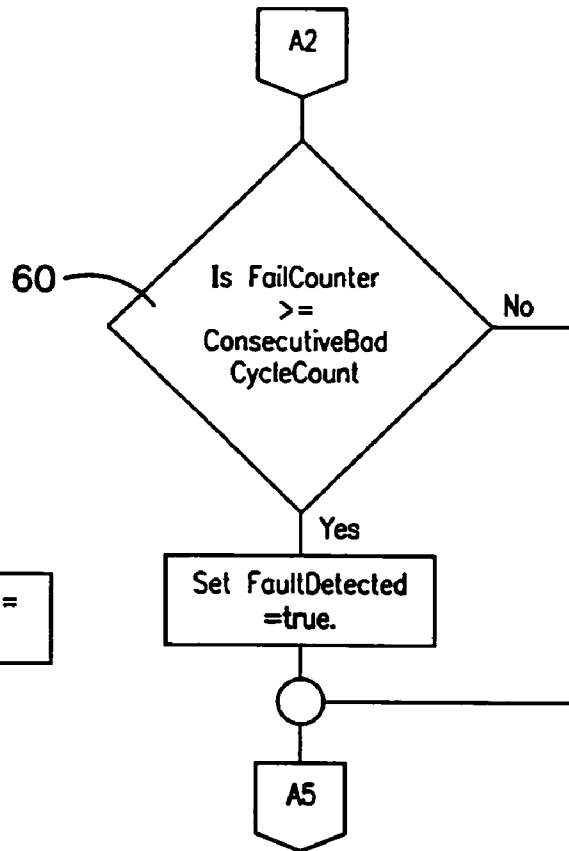 A2
60
Is FailCounter
>=
ConsecutiveBad
CycleCount
No
Yes
=
Set FaultDetected
=true.
A5